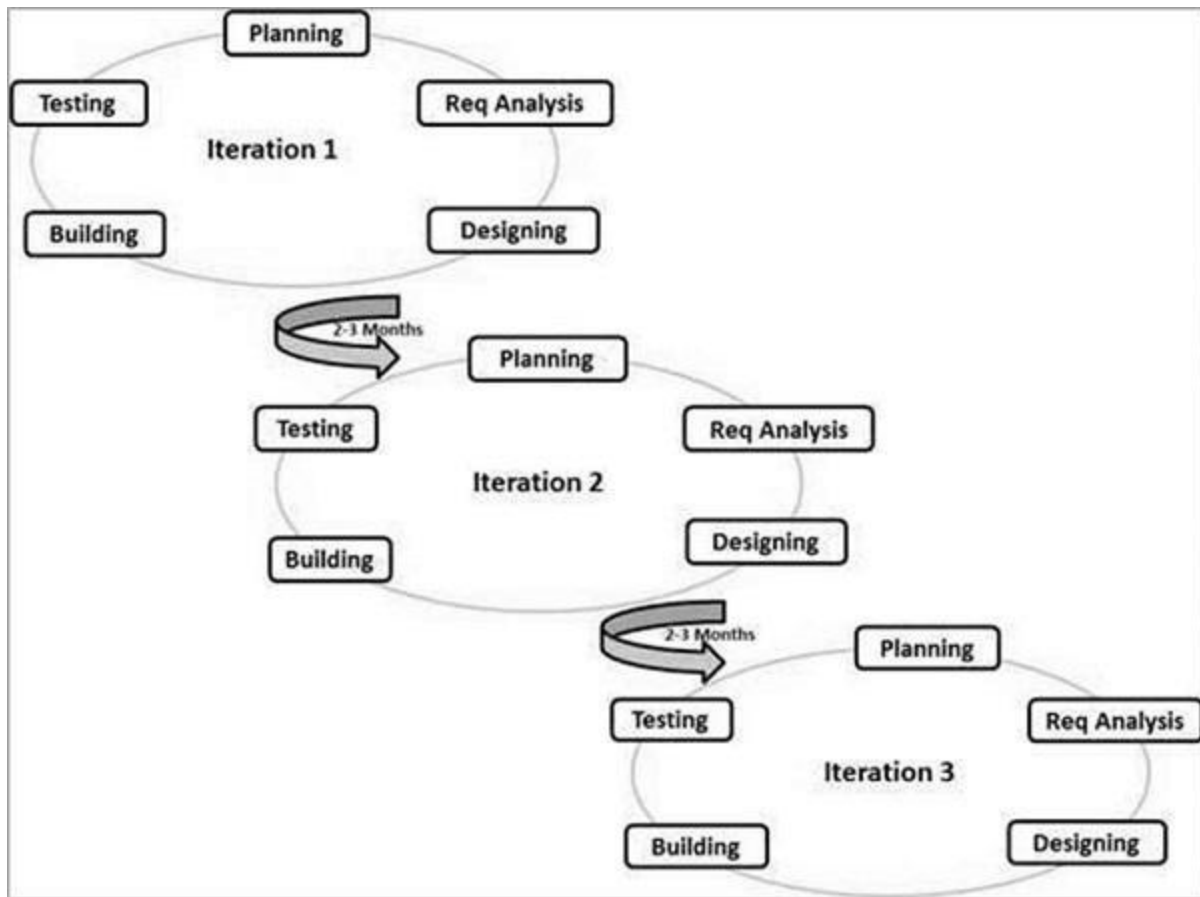 Planning
Testing
Req Analysis
Iteration 1
Building
Designing
2-3 Months
Planning
Testing
Req Analysis
Iteration 2
Building
Designing
2-3 Months
Planning
Testing
Req Analysis
Iteration 3
Building
Designing